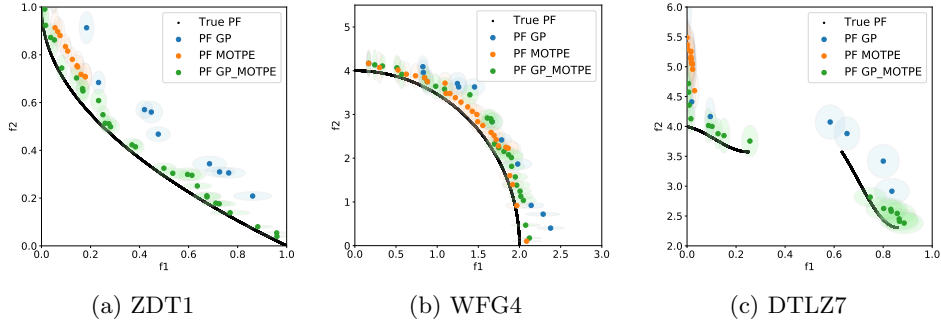 1.0
0.8
0.6
0.4
0.2
0.0
f2
0.0 0.2 0.4 0.6 0.8 1.0
f1
True PF
PF GP
PF MOTPE
PF GP_MOTPE
(a) ZDT1
5
4
3
2
1
0
f2
0.0 0.5 1.0 1.5 2.0 2.5 3.0
f1
True PF
PF GP
PF MOTPE
PF GP_MOTPE
(b) WFG4
6.0
5.5
5.0
4.5
4.0
3.5
3.0
2.5
2.0
f2
0.0 0.2 0.4 0.6 0.8 1.0
f1
True PF
PF GP
PF MOTPE
PF GP_MOTPE
(c) DTLZ7